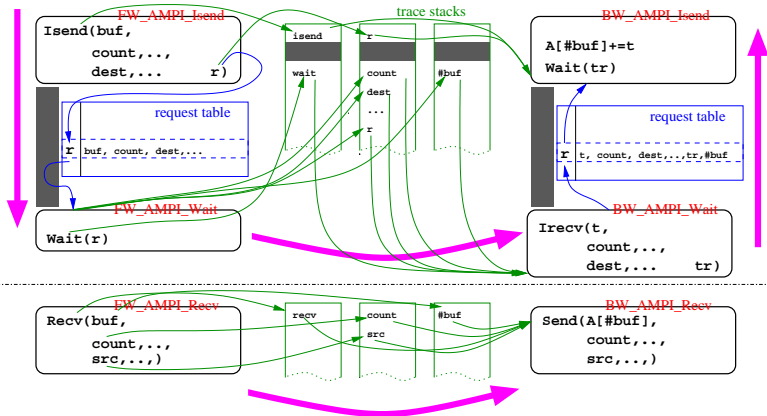 FW_AMPI_Isend
Isend(buf,
count,..,
dest,... r)
request table
r buf, count, dest,...
FW_AMPI_Wait
Wait(r)
trace stacks
isend
wait
r
count
dest
...
r
#buf
BW_AMPI_Isend
A[#buf]+=t
Wait(tr)
request table
r t, count, dest,..,tr,#buf
BW_AMPI_Wait
Irecv(t,
count,..,
dest,... tr)
FW_AMPI_Recv
Recv(buf,
count,..,
src,..,)
recv
count
src
#buf
BW_AMPI_Recv
Send(A[#buf],
count,..,
src,..,)